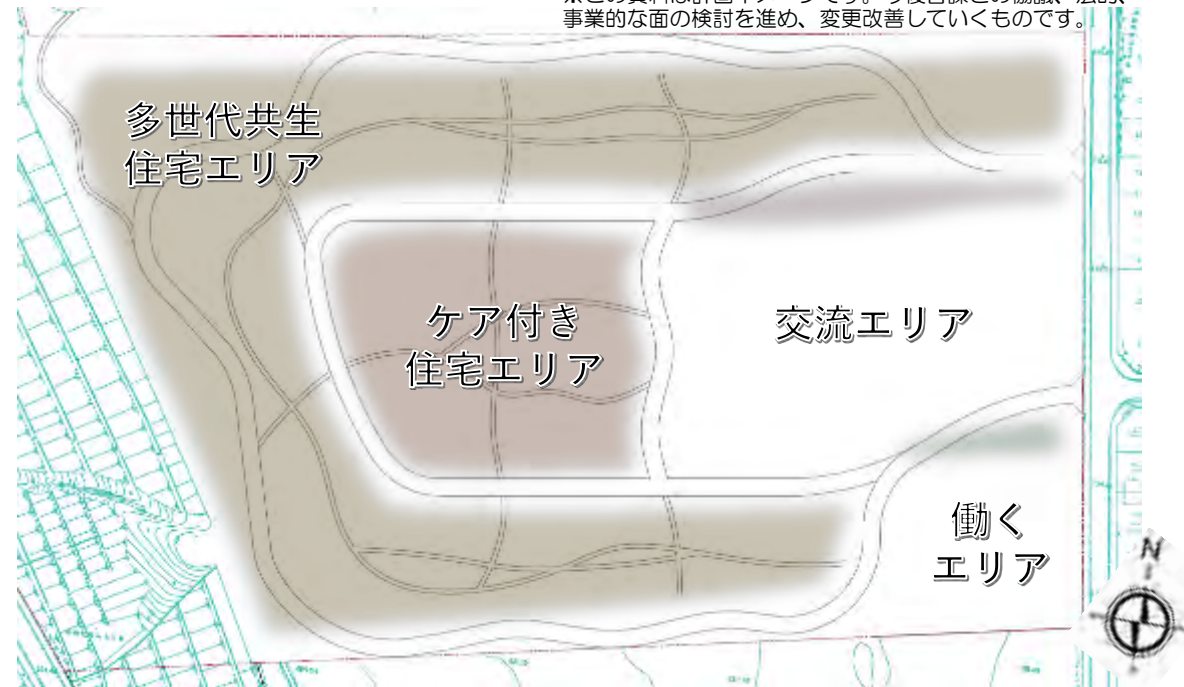 事業的な面の検討を進め、変更改善していくものです。
多世代共生
住宅エリア
ケア付き
住宅エリア
交流エリア
働く
エリア
N